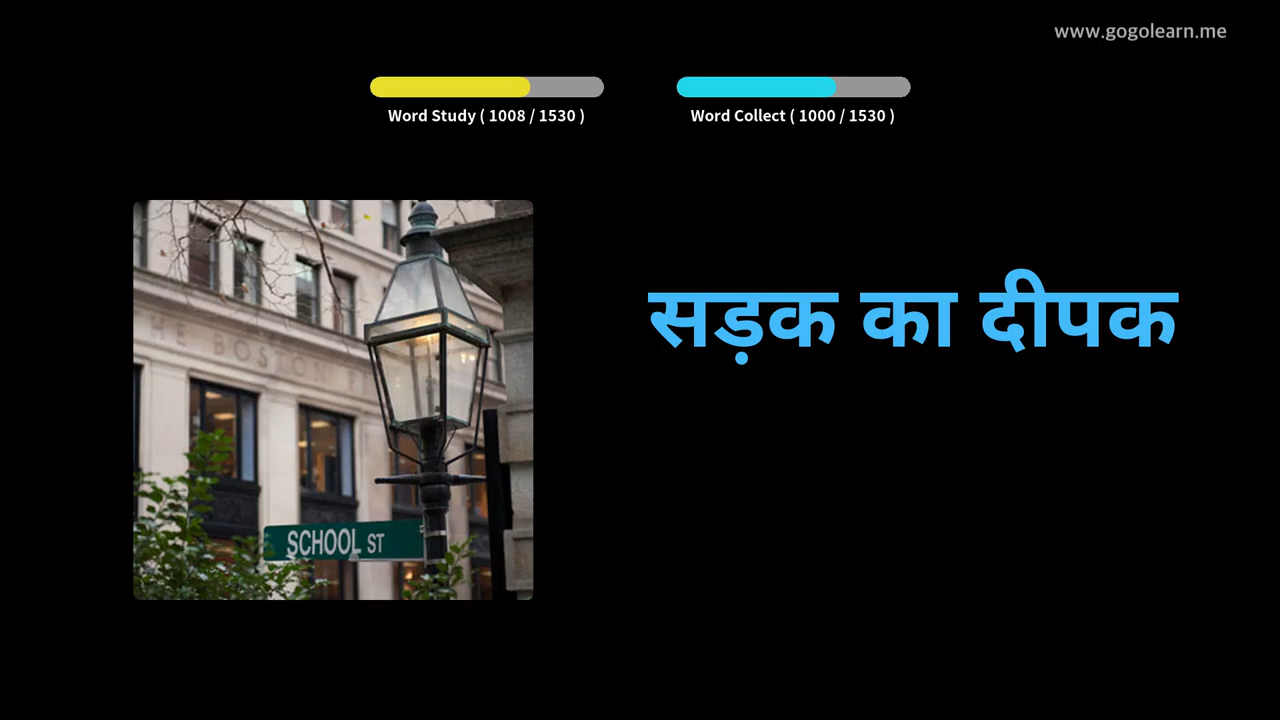 www.gogolearn.me
Word Study ( 1008 / 1530 )
Word Collect ( 1000 / 1530 )
सड़क का दीपक
HE BOSTON
SCHOOL ST